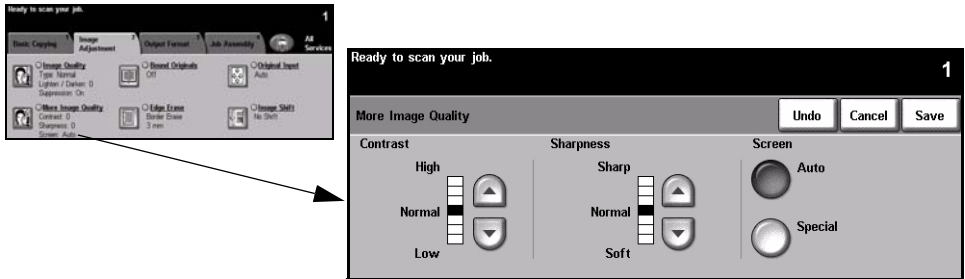 Ready to scan your job.
1
Basic Copying
Image Adjustment
2
Output Format
3
Job Assembly
4
All Services
Image Quality
Type: Normal
Lighten / Darken: 0
Suppression: On
Bound Originals
Off
Original Input
Auto
More Image Quality
Contrast: 0
Sharpness: 0
Screen: Auto
Edge Erase
Border Erase
3 mm
Image Shift
No Shift
Ready to scan your job.
1
More Image Quality
Undo
Cancel
Save
Contrast
High
Normal
Low
Sharpness
Sharp
Normal
Soft
Screen
Auto
Special